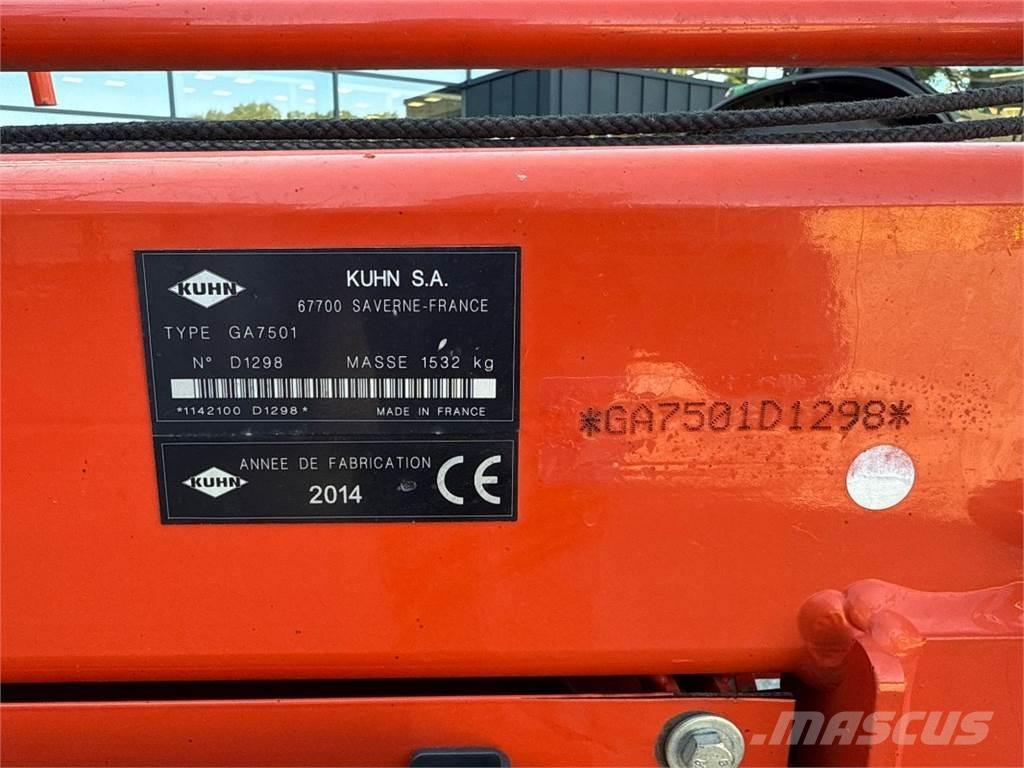 KUHN
KUHN S.A.
67700 SAVERNE-FRANCE
TYPE GA7501
N° D1298 MASSE 1532 kg
*1142100 D1298* MADE IN FRANCE
KUHN
ANNEE DE FABRICATION
2014 CE
*GA7501D1298*
MASCUS